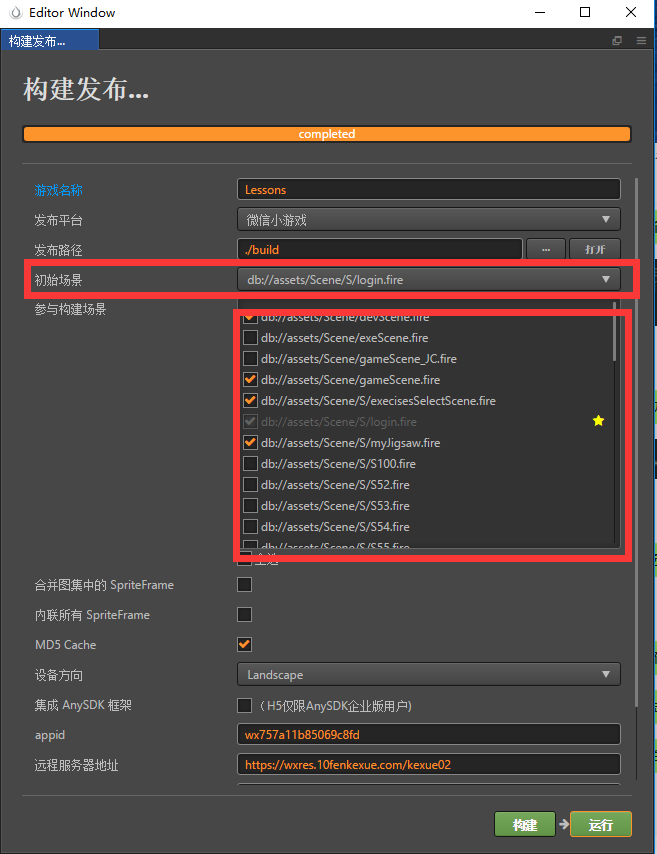 Editor Window
构建发布...
构建发布...
completed
游戏名称 Lessons
发布平台 微信小游戏
发布路径 ./build ... 打开
初始场景 db://assets/Scene/S/login.fire
参与构建场景
db://assets/Scene/devScene.fire
db://assets/Scene/exeScene.fire
db://assets/Scene/gameScene_JC.fire
db://assets/Scene/gameScene.fire
db://assets/Scene/S/execisesSelectScene.fire
db://assets/Scene/S/login.fire
db://assets/Scene/S/myJigsaw.fire
db://assets/Scene/S/S100.fire
db://assets/Scene/S/S52.fire
db://assets/Scene/S/S53.fire
db://assets/Scene/S/S54.fire
db://assets/Scene/S/S55.fire
全选
合并图集中的 SpriteFrame
内联所有 SpriteFrame
MD5 Cache
设备方向 Landscape
集成 AnySDK 框架 （H5仅限AnySDK企业版用户)
appid wx757a11b85069c8fd
远程服务器地址 https://wxres.10fenkexue.com/kexue02
构建 运行